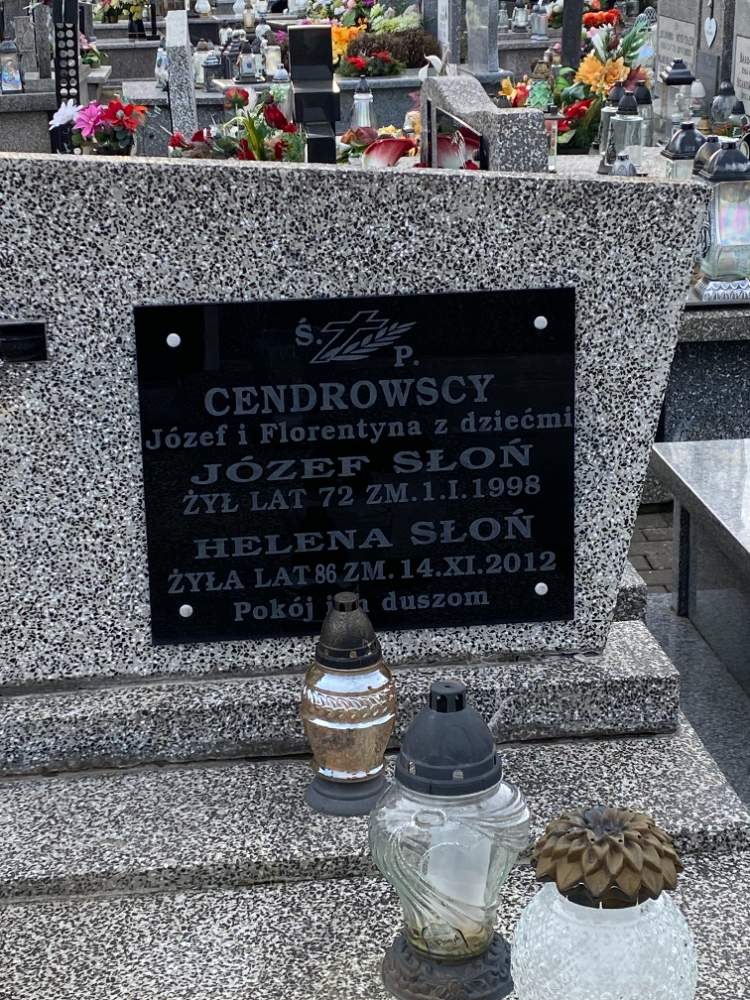 Ś. P.
CENDROWSCY
Józef i Florentyna z dziećmi
JÓZEF SŁOŃ
ŻYŁ LAT 72 ZM. 1.I.1998
HELENA SŁOŃ
ŻYŁA LAT 86 ZM. 14.XI.2012
Pokój duszom